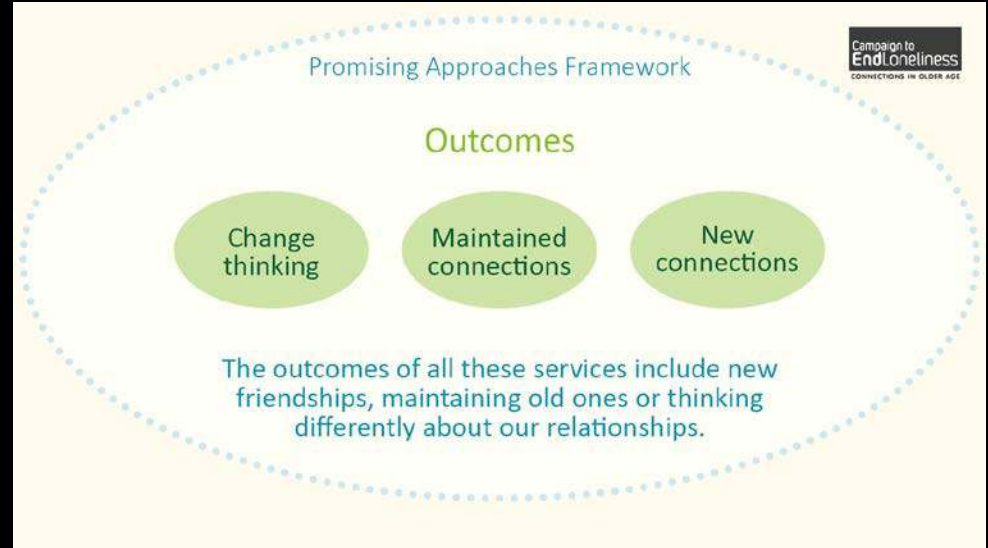 Promising Approaches Framework
Campaign to
EndLoneliness
CONNECTIONS IN OLDER AGE
Outcomes
Change
thinking
Maintained
connections
New
connections
The outcomes of all these services include new
friendships, maintaining old ones or thinking
differently about our relationships.